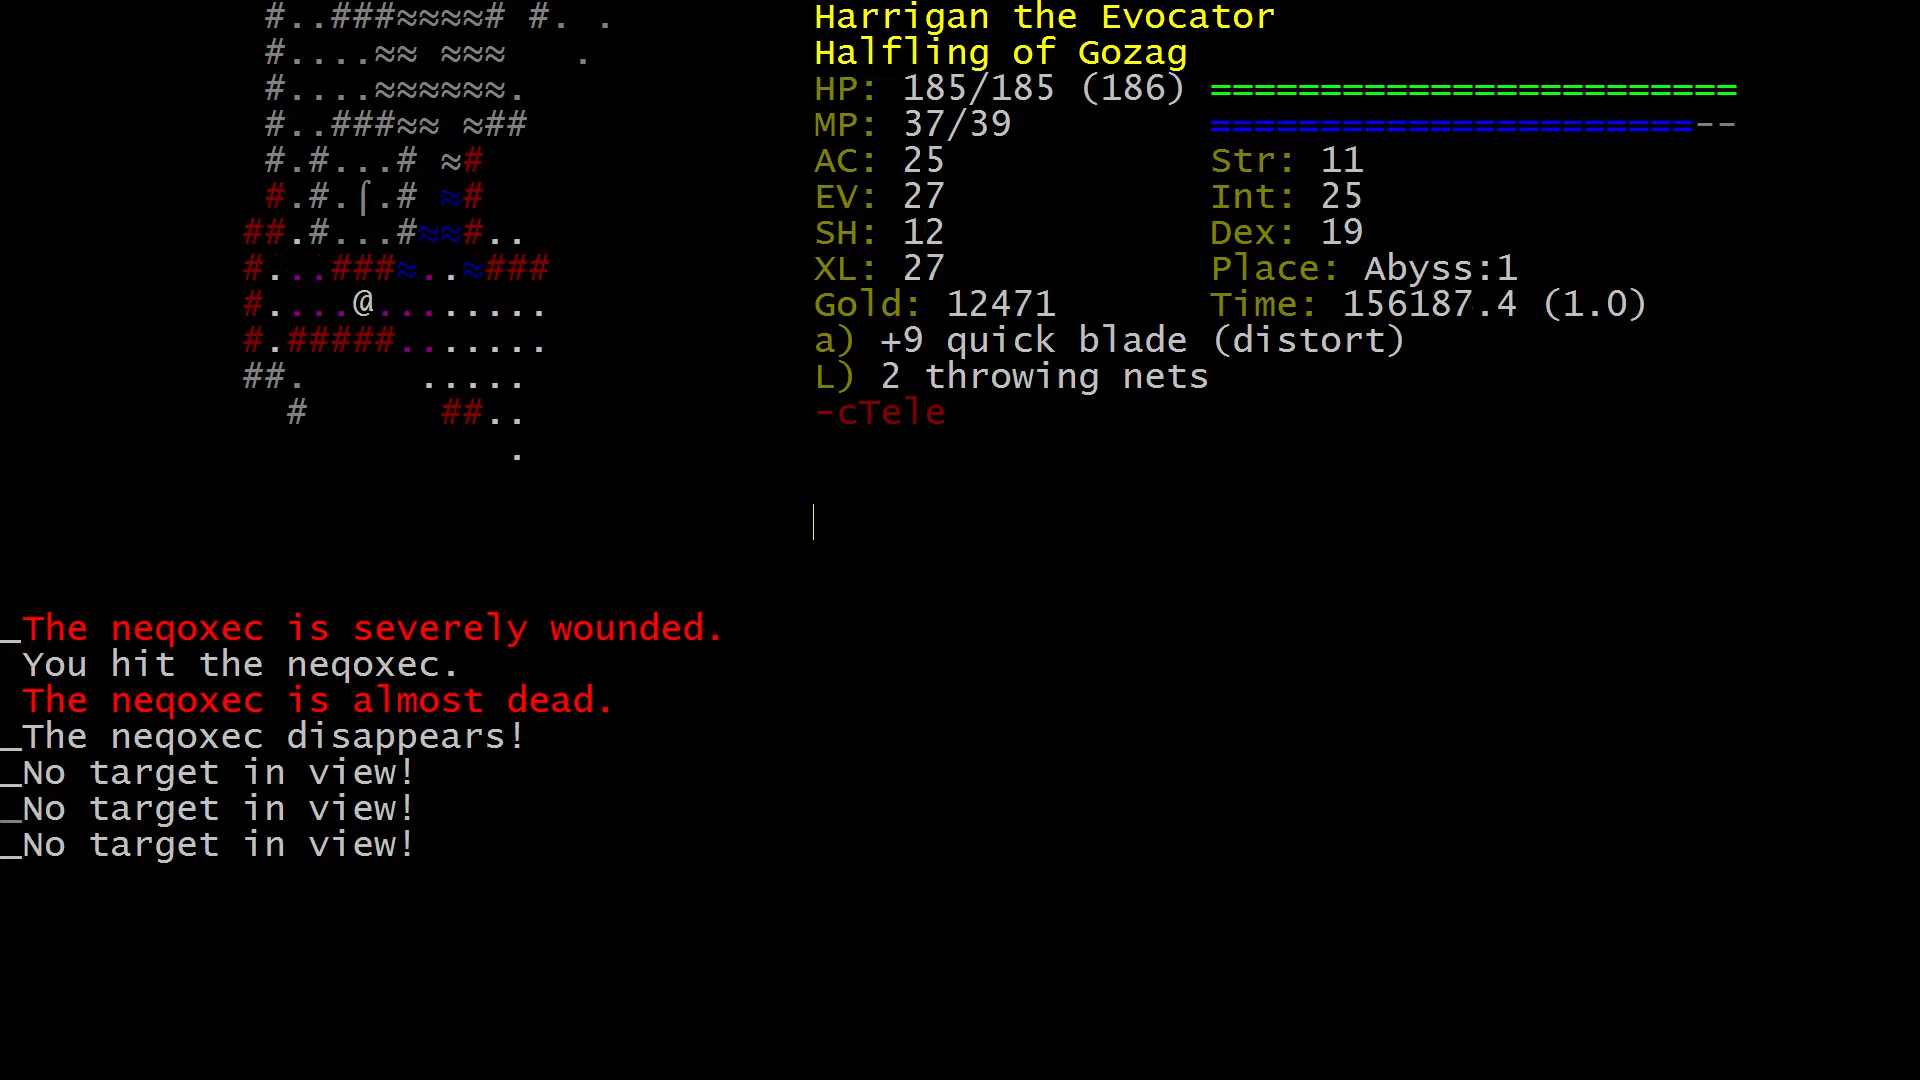 #..###≈≈≈≈# #. .
#....≈≈ ≈≈≈   .
#....≈≈≈≈≈≈.
#..###≈≈ ≈##
#.#...# ≈#
#.#.⌠.# ≈#
##.#...#≈≈#..
#...###≈..≈###
#....@........
#.#####.......
##.     .....
#      ##..
.
Harrigan the Evocator
Halfling of Gozag
HP: 185/185 (186) ========================
MP: 37/39 ======================--
AC: 25 Str: 11
EV: 27 Int: 25
SH: 12 Dex: 19
XL: 27 Place: Abyss:1
Gold: 12471 Time: 156187.4 (1.0)
a) +9 quick blade (distort)
L) 2 throwing nets
-cTele
_The neqoxec is severely wounded.
You hit the neqoxec.
The neqoxec is almost dead.
_The neqoxec disappears!
_No target in view!
_No target in view!
_No target in view!